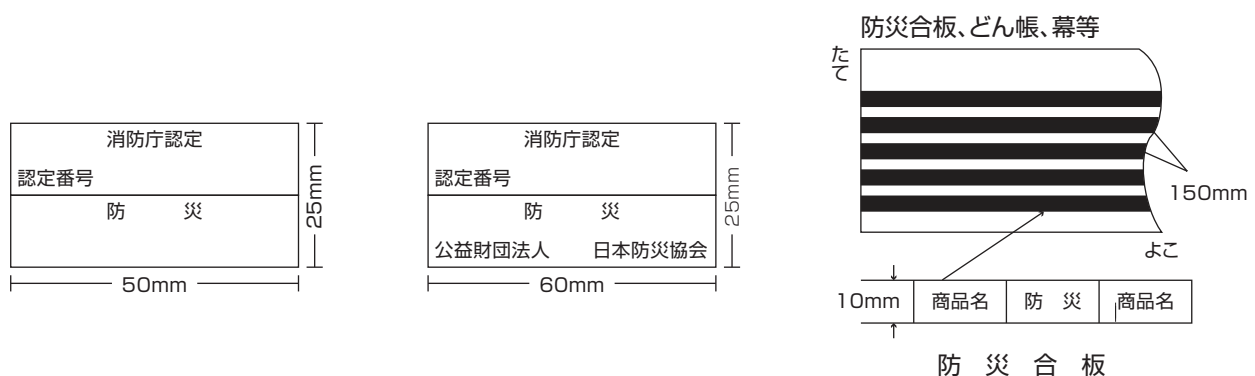 消防庁認定
認定番号
防 災
25mm
50mm
消防庁認定
認定番号
防 災
公益財団法人 日本防災協会
25mm
60mm
防災合板、どん帳、幕等
たて
150mm
よこ
10mm
商品名 防 災 商品名
防 災 合 板